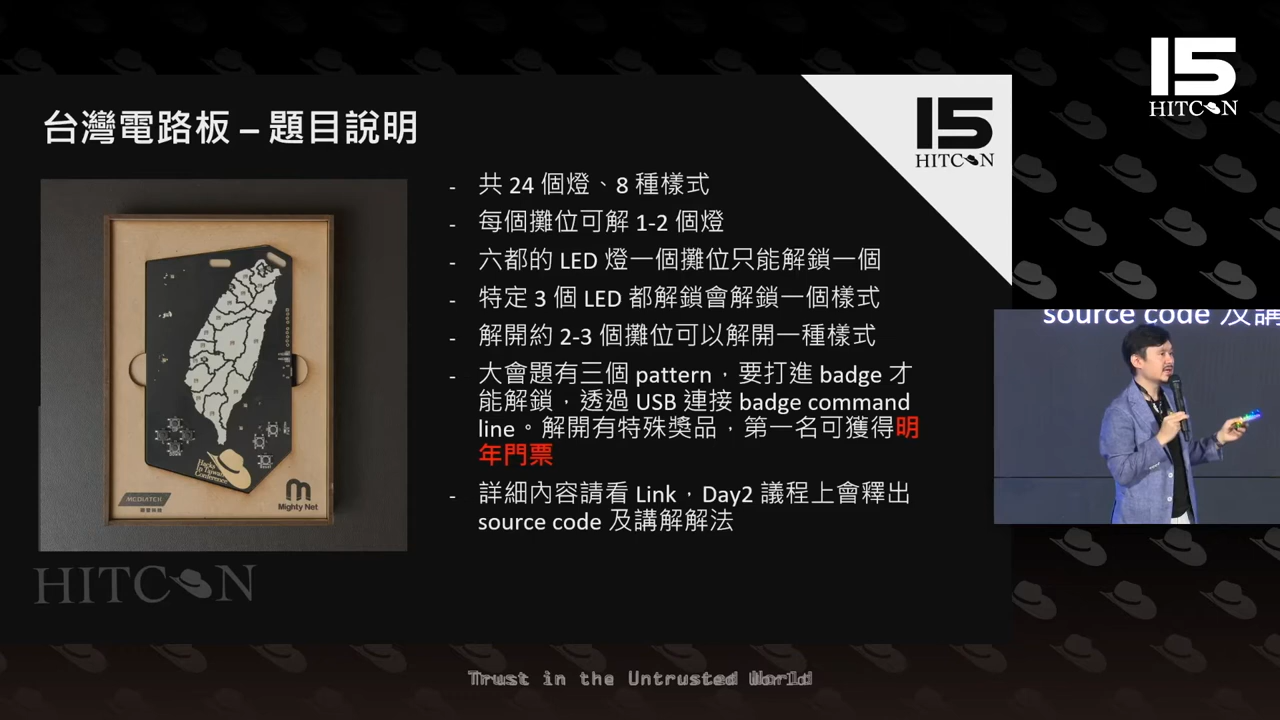 15
HITCON
台灣電路板 – 題目說明
15
HITCON
- 共 24 個燈、8 種樣式
- 每個攤位可解 1-2 個燈
- 六都的 LED 燈一個攤位只能解鎖一個
- 特定 3 個 LED 都解鎖會解鎖一個樣式
- 解開約 2-3 個攤位可以解開一種樣式
- 大會題有三個 pattern，要打進 badge 才
能解鎖，透過 USB 連接 badge command
line。解開有特殊獎品，第一名可獲得明
年門票
- 詳細內容請看 Link，Day2 議程上會釋出
source code 及講解解法
Hacks
In Taiwan
Conference
MEDIATEK
Mighty Net
HITCON
source code 及講
Trust in the Untrusted World